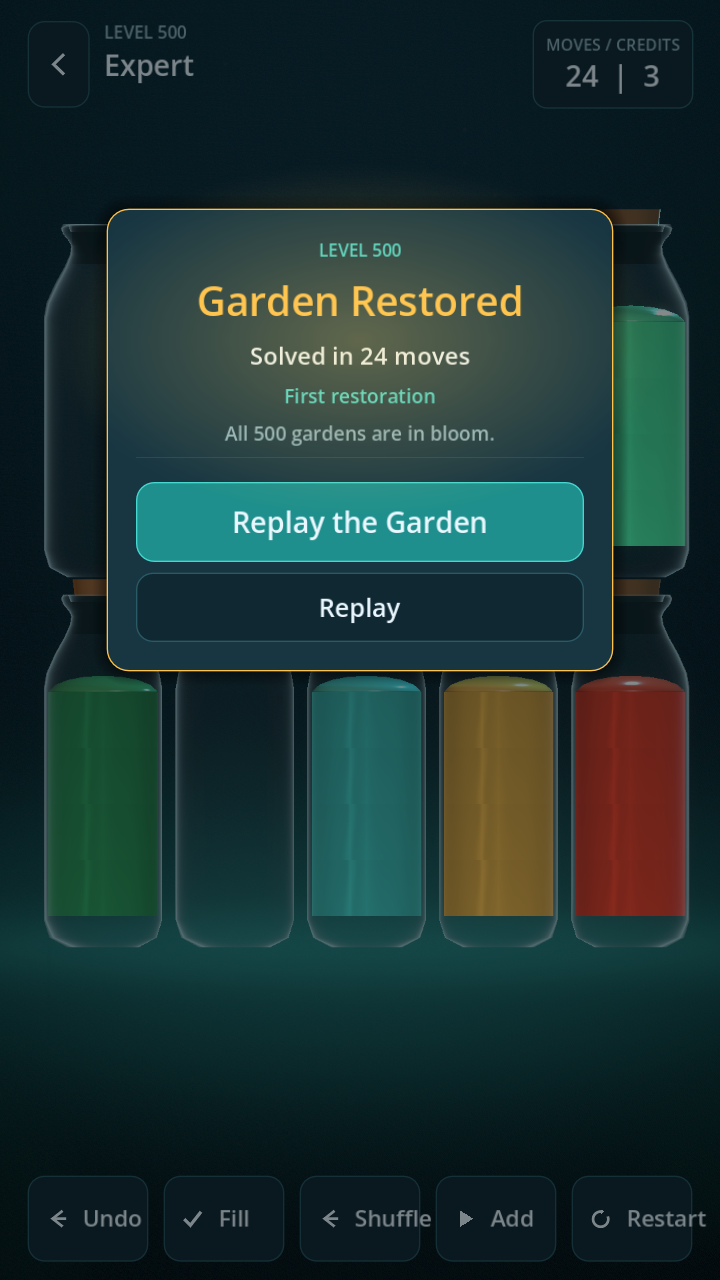 LEVEL 500
Expert
MOVES / CREDITS
24 | 3
LEVEL 500
Garden Restored
Solved in 24 moves
First restoration
All 500 gardens are in bloom.
Replay the Garden
Replay
Undo
Fill
Shuffle
Add
Restart